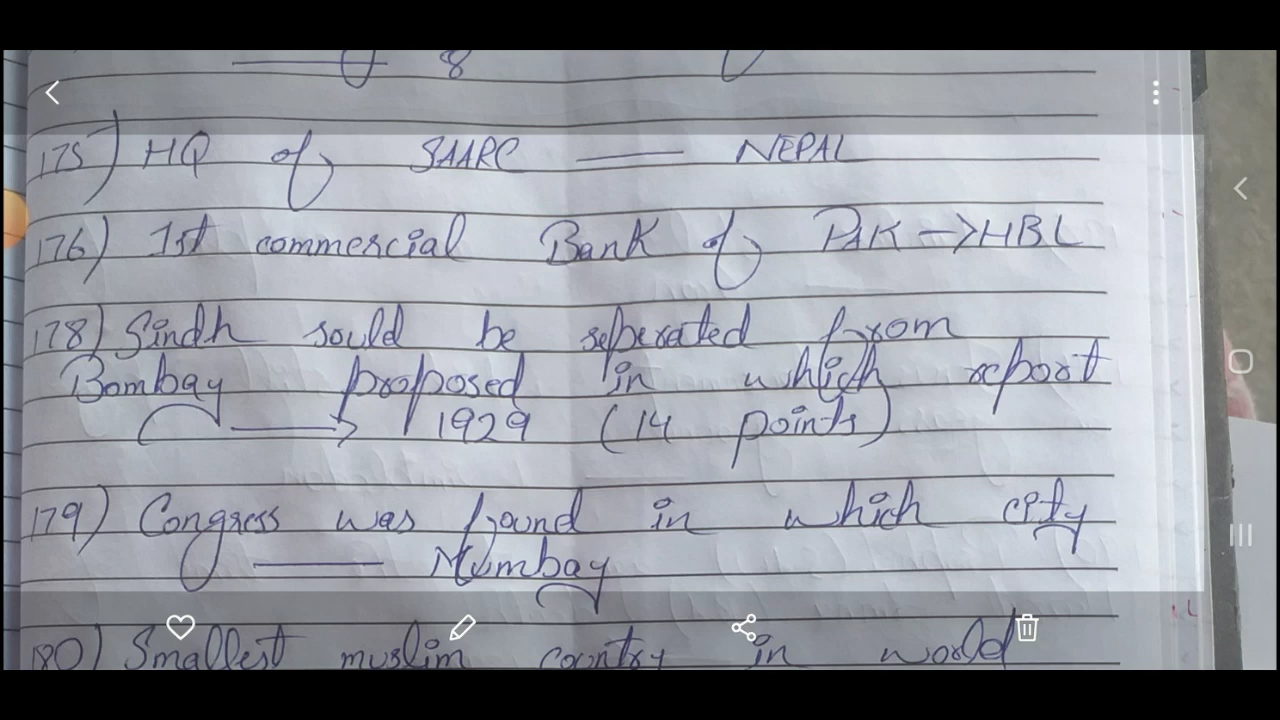 8
175) HQ of SAARC — NEPAL
176) 1st commercial Bank of PAK → HBL
178) Sindh sould be seperated from
Bombay proposed in which report
→ 1929 (14 points)
179) Congress was found in which city
— Mumbay
180) Smallest muslim country in world